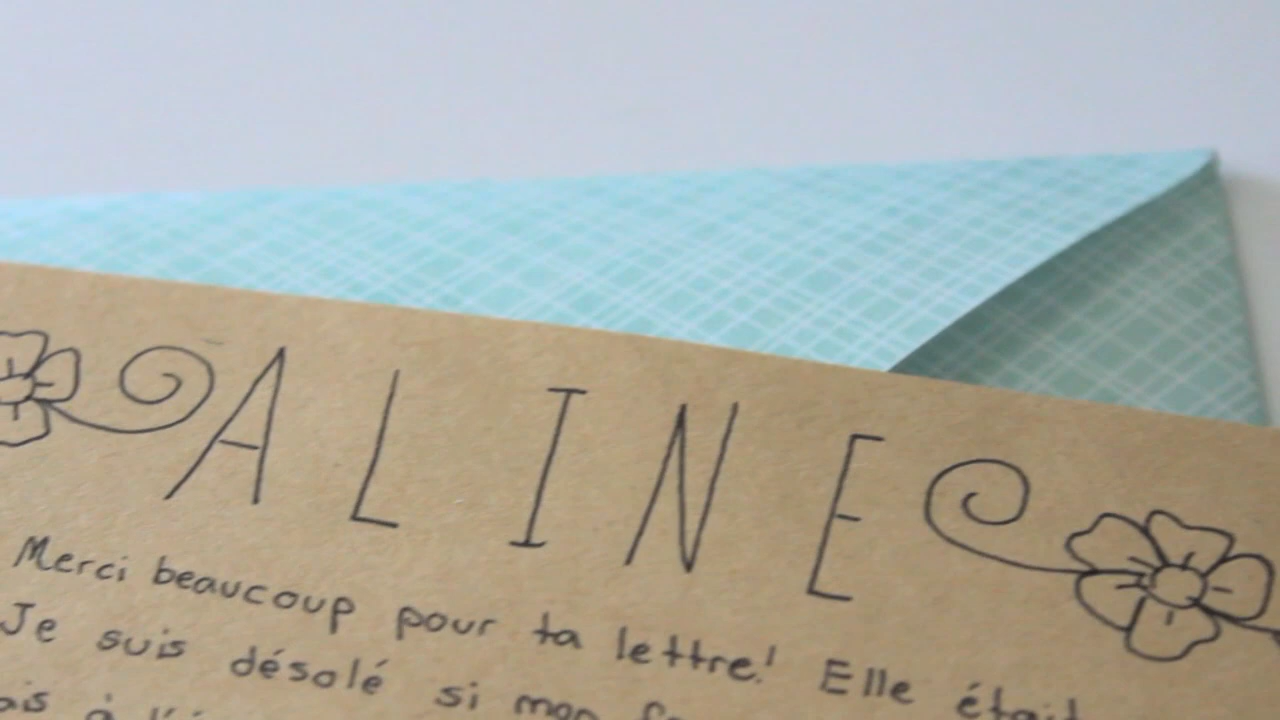 ALINE
Merci beaucoup pour ta lettre! Elle était
Je suis désolé si mon
à